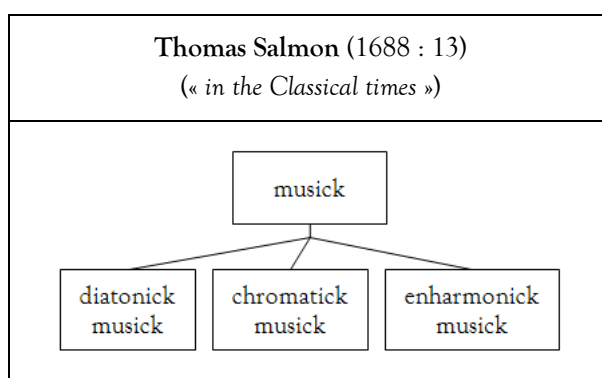 Thomas Salmon (1688 : 13)
(« in the Classical times »)
musick
diatonick
musick
chromatick
musick
enharmonick
musick